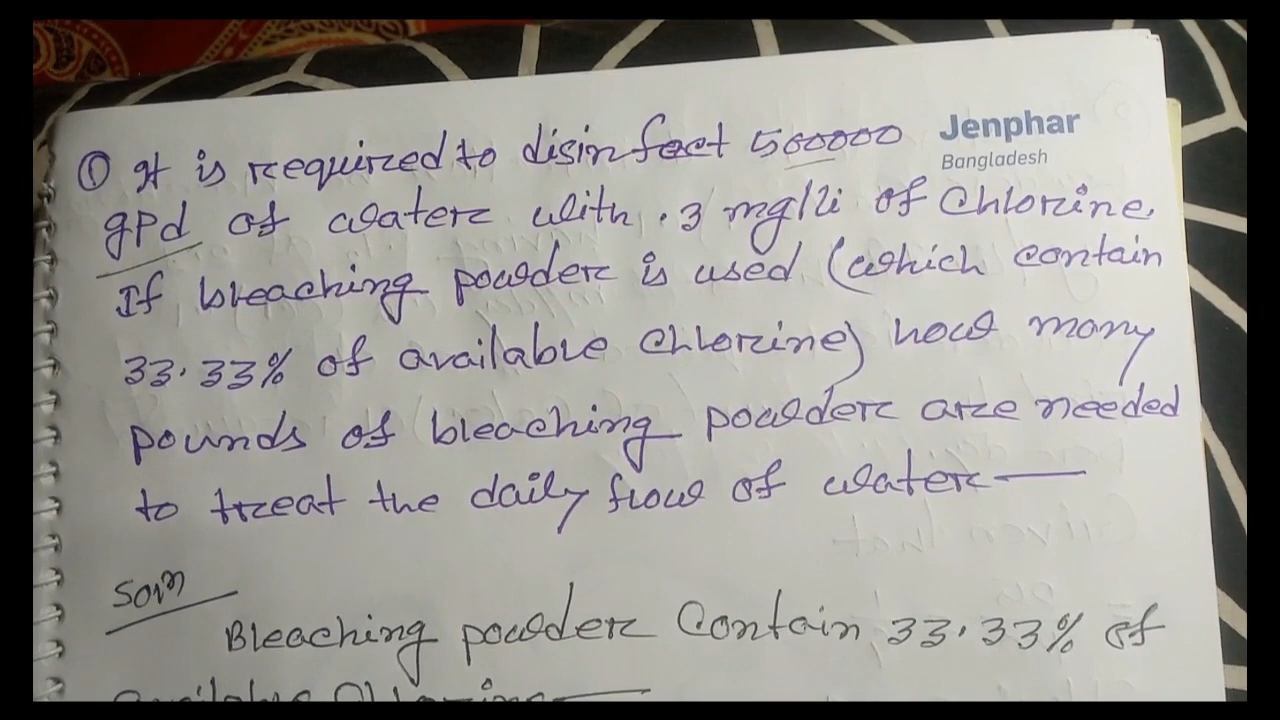 ① It is required to disinfect 500000
Jenphar
Bangladesh
gpd of water with .3 mg/li of chlorine.
If bleaching powder is used (which contain
33.33% of available chlorine) how many
pounds of bleaching powder are needed
to treat the daily flow of water —
Soln
Bleaching powder contain 33.33% of